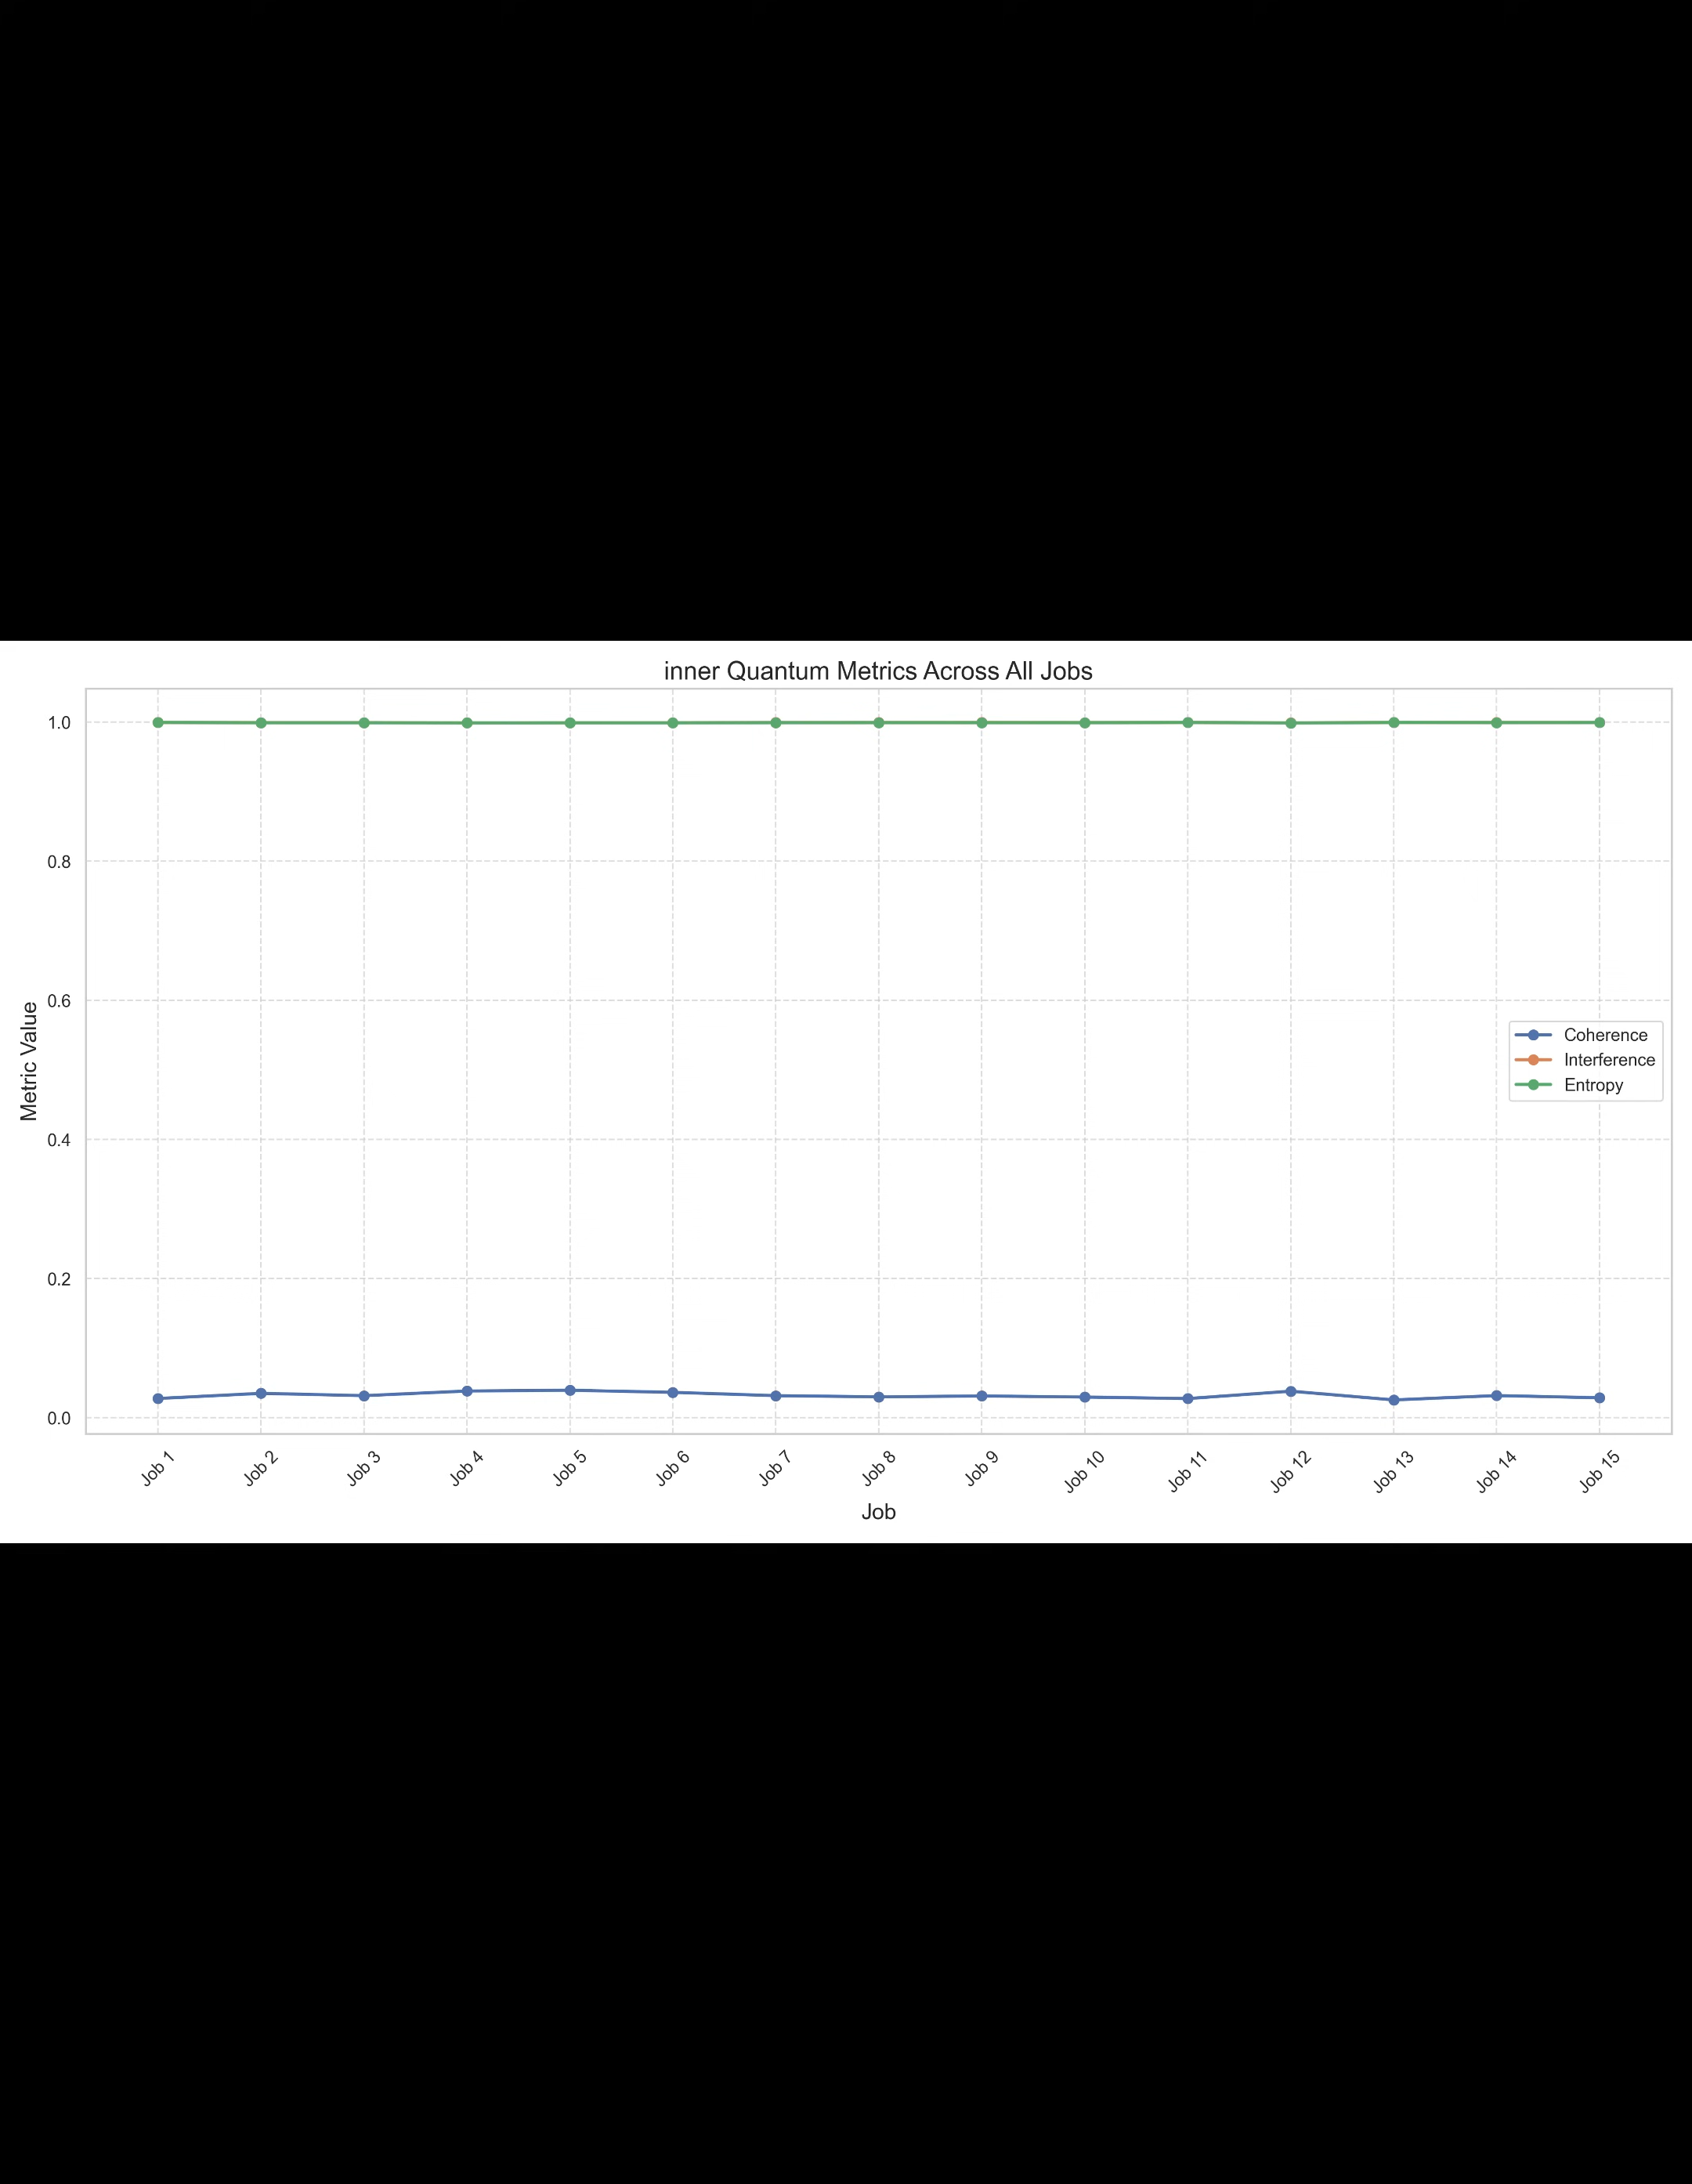 inner Quantum Metrics Across All Jobs
1.0
0.8
0.6
0.4
0.2
0.0
Metric Value
Coherence
Interference
Entropy
Job 1
Job 2
Job 3
Job 4
Job 5
Job 6
Job 7
Job 8
Job 9
Job 10
Job 11
Job 12
Job 13
Job 14
Job 15
Job